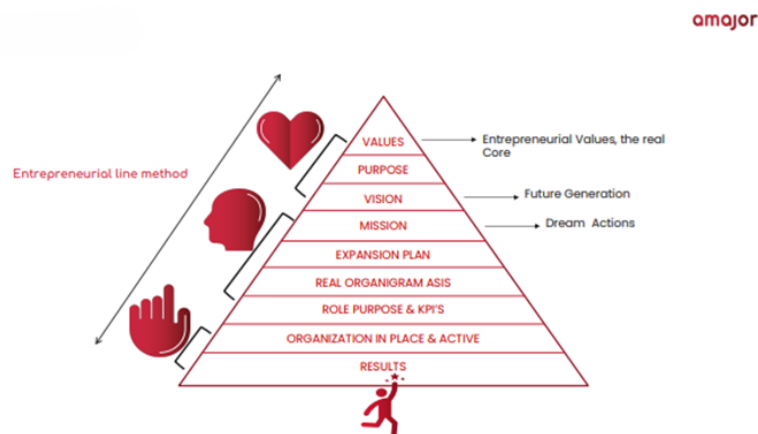 amajor
Entrepreneurial line method
VALUES
PURPOSE
VISION
MISSION
EXPANSION PLAN
REAL ORGANIGRAM ASIS
ROLE PURPOSE & KPI'S
ORGANIZATION IN PLACE & ACTIVE
RESULTS
Entrepreneurial Values, the real
Core
Future Generation
Dream Actions